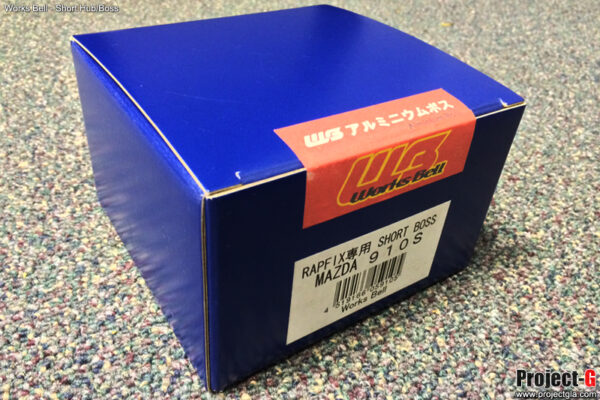 Works Bell - Short Hub/Boss
WB アルミニウムボス
WB
Works Bell
RAPFIX専用 SHORT BOSS
MAZDA 910S
Works Bell
Project-G
www.projectgla.com